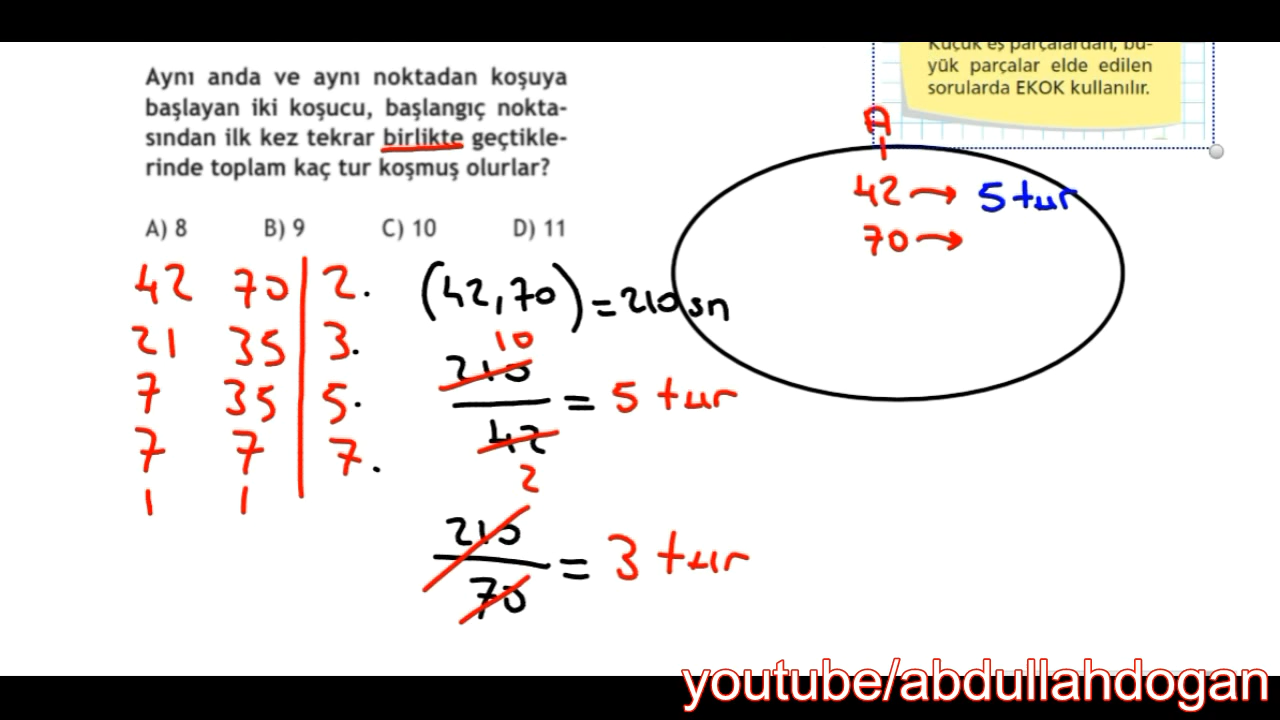 Aynı anda ve aynı noktadan koşuya
başlayan iki koşucu, başlangıç nokta-
sından ilk kez tekrar birlikte geçtikle-
rinde toplam kaç tur koşmuş olurlar?
A) 8 B) 9 C) 10 D) 11
Küçük eş parçalardan, bü-
yük parçalar elde edilen
sorularda EKOK kullanılır.
A
42 → 5 tur
70 →
42 70 2.
21 35 3.
7 35 5.
7 7 7.
1 1
(42,70) = 210 sn
10
210
42
2
= 5 tur
210
70
= 3 tur
youtube/abdullahdogan